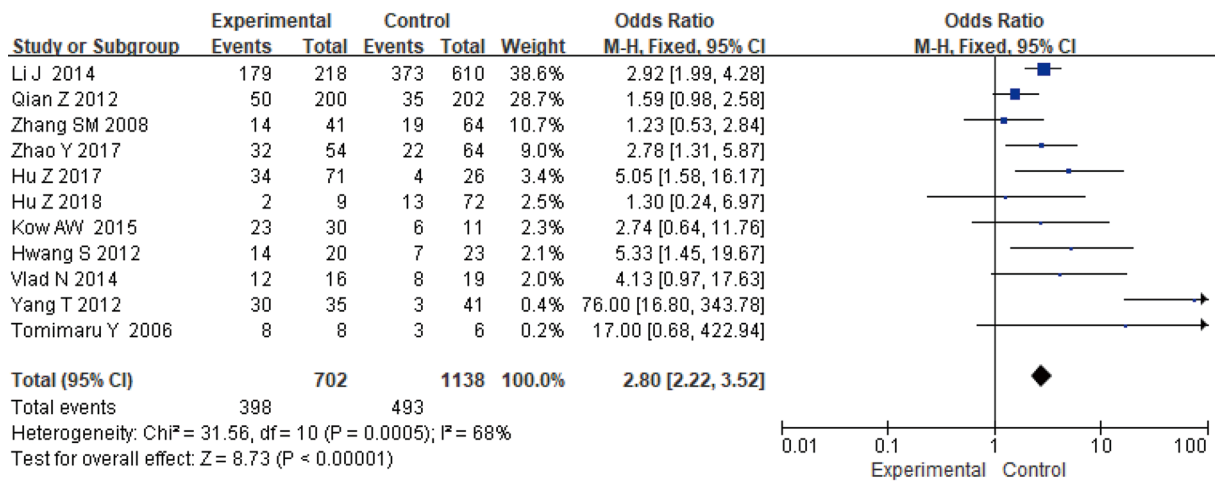 Experimental Control Odds Ratio Odds Ratio
Study or Subgroup Events Total Events Total Weight M-H, Fixed, 95% CI M-H, Fixed, 95% CI
Li J 2014 179 218 373 610 38.6% 2.92 [1.99, 4.28]
Qian Z 2012 50 200 35 202 28.7% 1.59 [0.98, 2.58]
Zhang SM 2008 14 41 19 64 10.7% 1.23 [0.53, 2.84]
Zhao Y 2017 32 54 22 64 9.0% 2.78 [1.31, 5.87]
Hu Z 2017 34 71 4 26 3.4% 5.05 [1.58, 16.17]
Hu Z 2018 2 9 13 72 2.5% 1.30 [0.24, 6.97]
Kow AW 2015 23 30 6 11 2.3% 2.74 [0.64, 11.76]
Hwang S 2012 14 20 7 23 2.1% 5.33 [1.45, 19.67]
Vlad N 2014 12 16 8 19 2.0% 4.13 [0.97, 17.63]
Yang T 2012 30 35 3 41 0.4% 76.00 [16.80, 343.78]
Tomimaru Y 2006 8 8 3 6 0.2% 17.00 [0.68, 422.94]
Total (95% CI) 702 1138 100.0% 2.80 [2.22, 3.52]
Total events 398 493
Heterogeneity: Chi² = 31.56, df = 10 (P = 0.0005); I² = 68%
Test for overall effect: Z = 8.73 (P < 0.00001)
0.01 0.1 1 10 100
Experimental Control